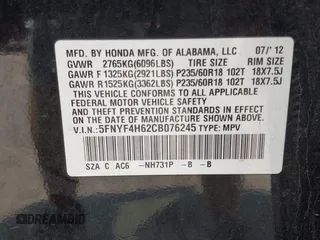 MFD. BY HONDA MFG. OF ALABAMA, LLC 07/'12
GVWR 2765KG(6096LBS) TIRE SIZE RIM SIZE
GAWR F 1325KG(2921LBS) P235/60R18 102T 18X7.5J
GAWR R 1525KG(3362LBS) P235/60R18 102T 18X7.5J
THIS VEHICLE CONFORMS TO ALL APPLICABLE
FEDERAL MOTOR VEHICLE SAFETY
AND THEFT PREVENTION STANDARDS IN EFFECT
ON THE DATE OF MANUFACTURE SHOWN ABOVE.
V.I.N.: 5FNYF4H62CB076245 TYPE: MPV
SZA C AC6 -NH731P - B - B
DREAMBID